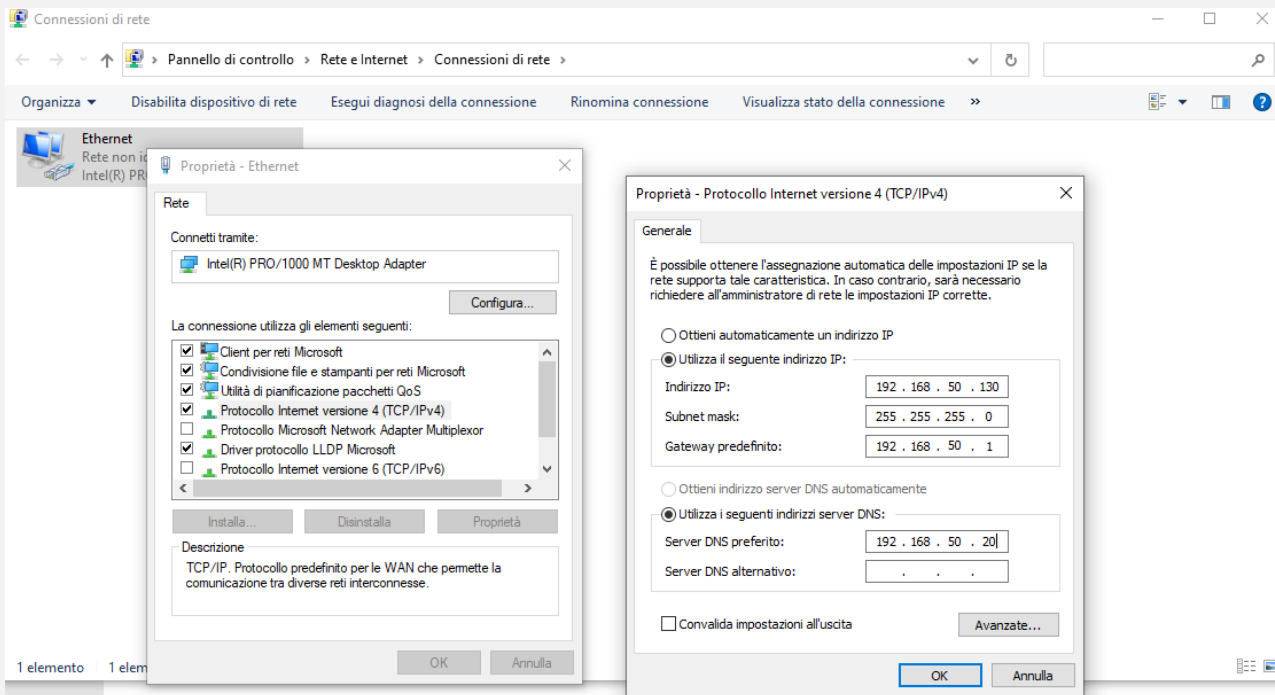 Connessioni di rete
Pannello di controllo > Rete e Internet > Connessioni di rete >
Organizza Disabilita dispositivo di rete Esegui diagnosi della connessione Rinomina connessione Visualizza stato della connessione »
Ethernet
Rete non
Intel(R)
Proprietà - Ethernet
Rete
Connetti tramite:
Intel(R) PRO/1000 MT Desktop Adapter
Configura...
La connessione utilizza gli elementi seguenti:
Client per reti Microsoft
Condivisione file e stampanti per reti Microsoft
Utilità di pianificazione pacchetti QoS
Protocollo Internet versione 4 (TCP/IPv4)
Protocollo Microsoft Network Adapter Multiplexor
Driver protocollo LLDP Microsoft
Protocollo Internet versione 6 (TCP/IPv6)
Installa... Disinstalla Proprietà
Descrizione
TCP/IP. Protocollo predefinito per le WAN che permette la
comunicazione tra diverse reti interconnesse.
OK Annulla
Proprietà - Protocollo Internet versione 4 (TCP/IPv4)
Generale
È possibile ottenere l'assegnazione automatica delle impostazioni IP se la
rete supporta tale caratteristica. In caso contrario, sarà necessario
richiedere all'amministratore di rete le impostazioni IP corrette.
Ottieni automaticamente un indirizzo IP
Utilizza il seguente indirizzo IP:
Indirizzo IP: 192 . 168 . 50 . 130
Subnet mask: 255 . 255 . 255 . 0
Gateway predefinito: 192 . 168 . 50 . 1
Ottieni indirizzo server DNS automaticamente
Utilizza i seguenti indirizzi server DNS:
Server DNS preferito: 192 . 168 . 50 . 20
Server DNS alternativo: . . .
Convalida impostazioni all'uscita Avanzate...
OK Annulla
1 elemento 1